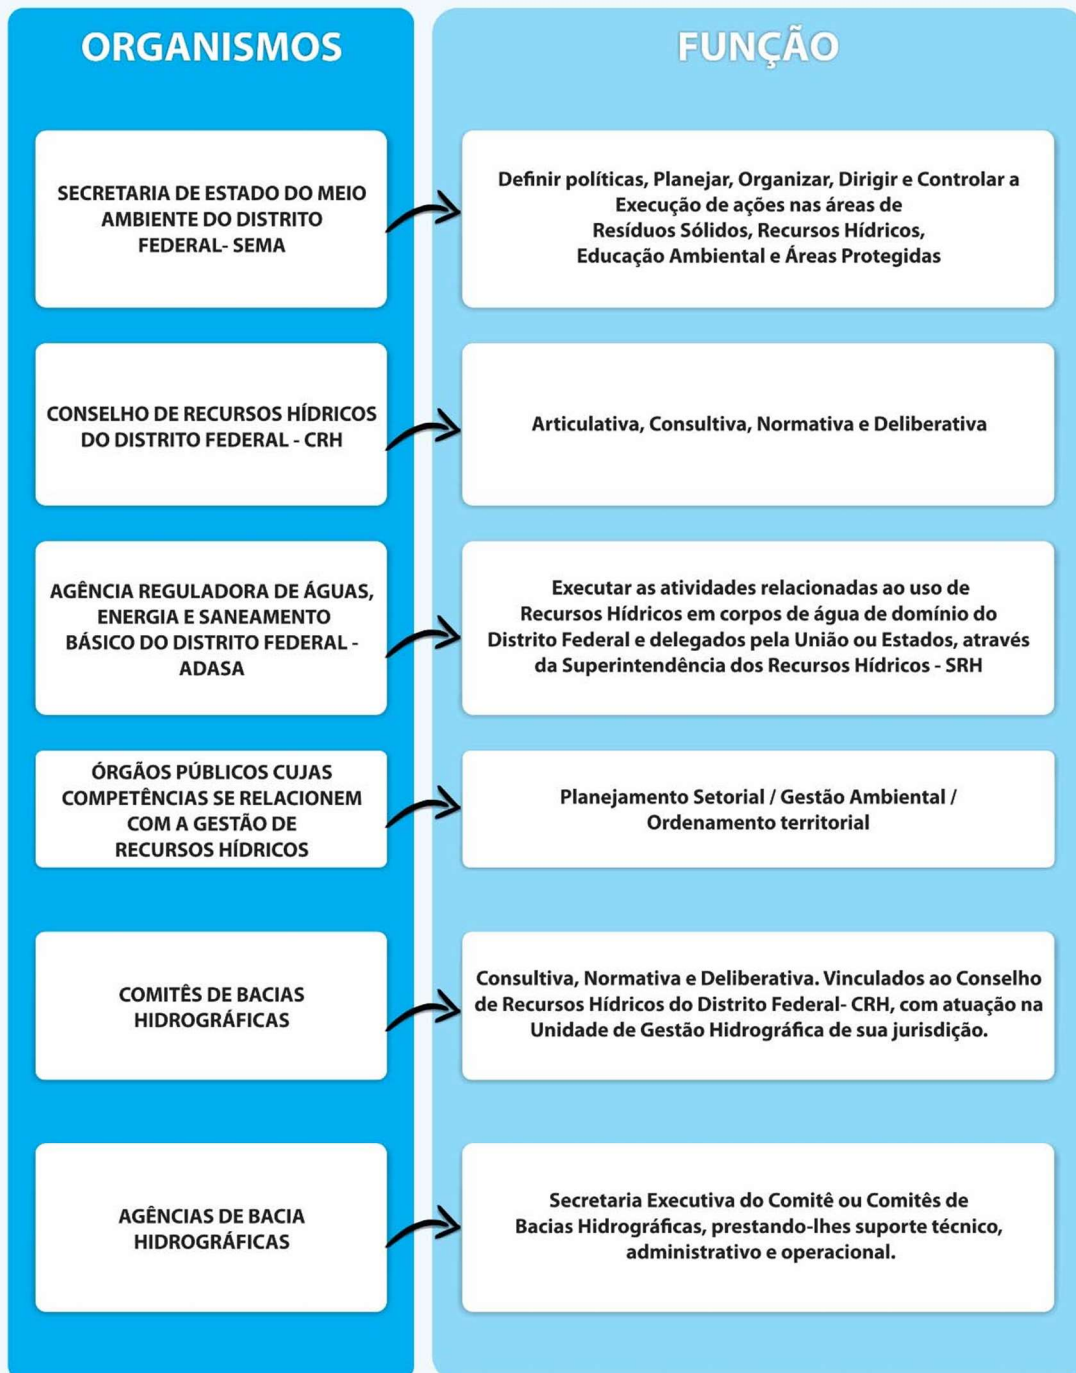 ORGANISMOS
FUNÇÃO
SECRETARIA DE ESTADO DO MEIO
AMBIENTE DO DISTRITO
FEDERAL- SEMA
Definir políticas, Planejar, Organizar, Dirigir e Controlar a
Execução de ações nas áreas de
Resíduos Sólidos, Recursos Hídricos,
Educação Ambiental e Áreas Protegidas
CONSELHO DE RECURSOS HÍDRICOS
DO DISTRITO FEDERAL - CRH
Articulativa, Consultiva, Normativa e Deliberativa
AGÊNCIA REGULADORA DE ÁGUAS,
ENERGIA E SANEAMENTO
BÁSICO DO DISTRITO FEDERAL -
ADASA
Executar as atividades relacionadas ao uso de
Recursos Hídricos em corpos de água de domínio do
Distrito Federal e delegados pela União ou Estados, através
da Superintendência dos Recursos Hídricos - SRH
ÓRGÃOS PÚBLICOS CUJAS
COMPETÊNCIAS SE RELACIONEM
COM A GESTÃO DE
RECURSOS HÍDRICOS
Planejamento Setorial / Gestão Ambiental /
Ordenamento territorial
COMITÊS DE BACIAS
HIDROGRÁFICAS
Consultiva, Normativa e Deliberativa. Vinculados ao Conselho
de Recursos Hídricos do Distrito Federal- CRH, com atuação na
Unidade de Gestão Hidrográfica de sua jurisdição.
AGÊNCIAS DE BACIA
HIDROGRÁFICAS
Secretaria Executiva do Comitê ou Comitês de
Bacias Hidrográficas, prestando-lhes suporte técnico,
administrativo e operacional.